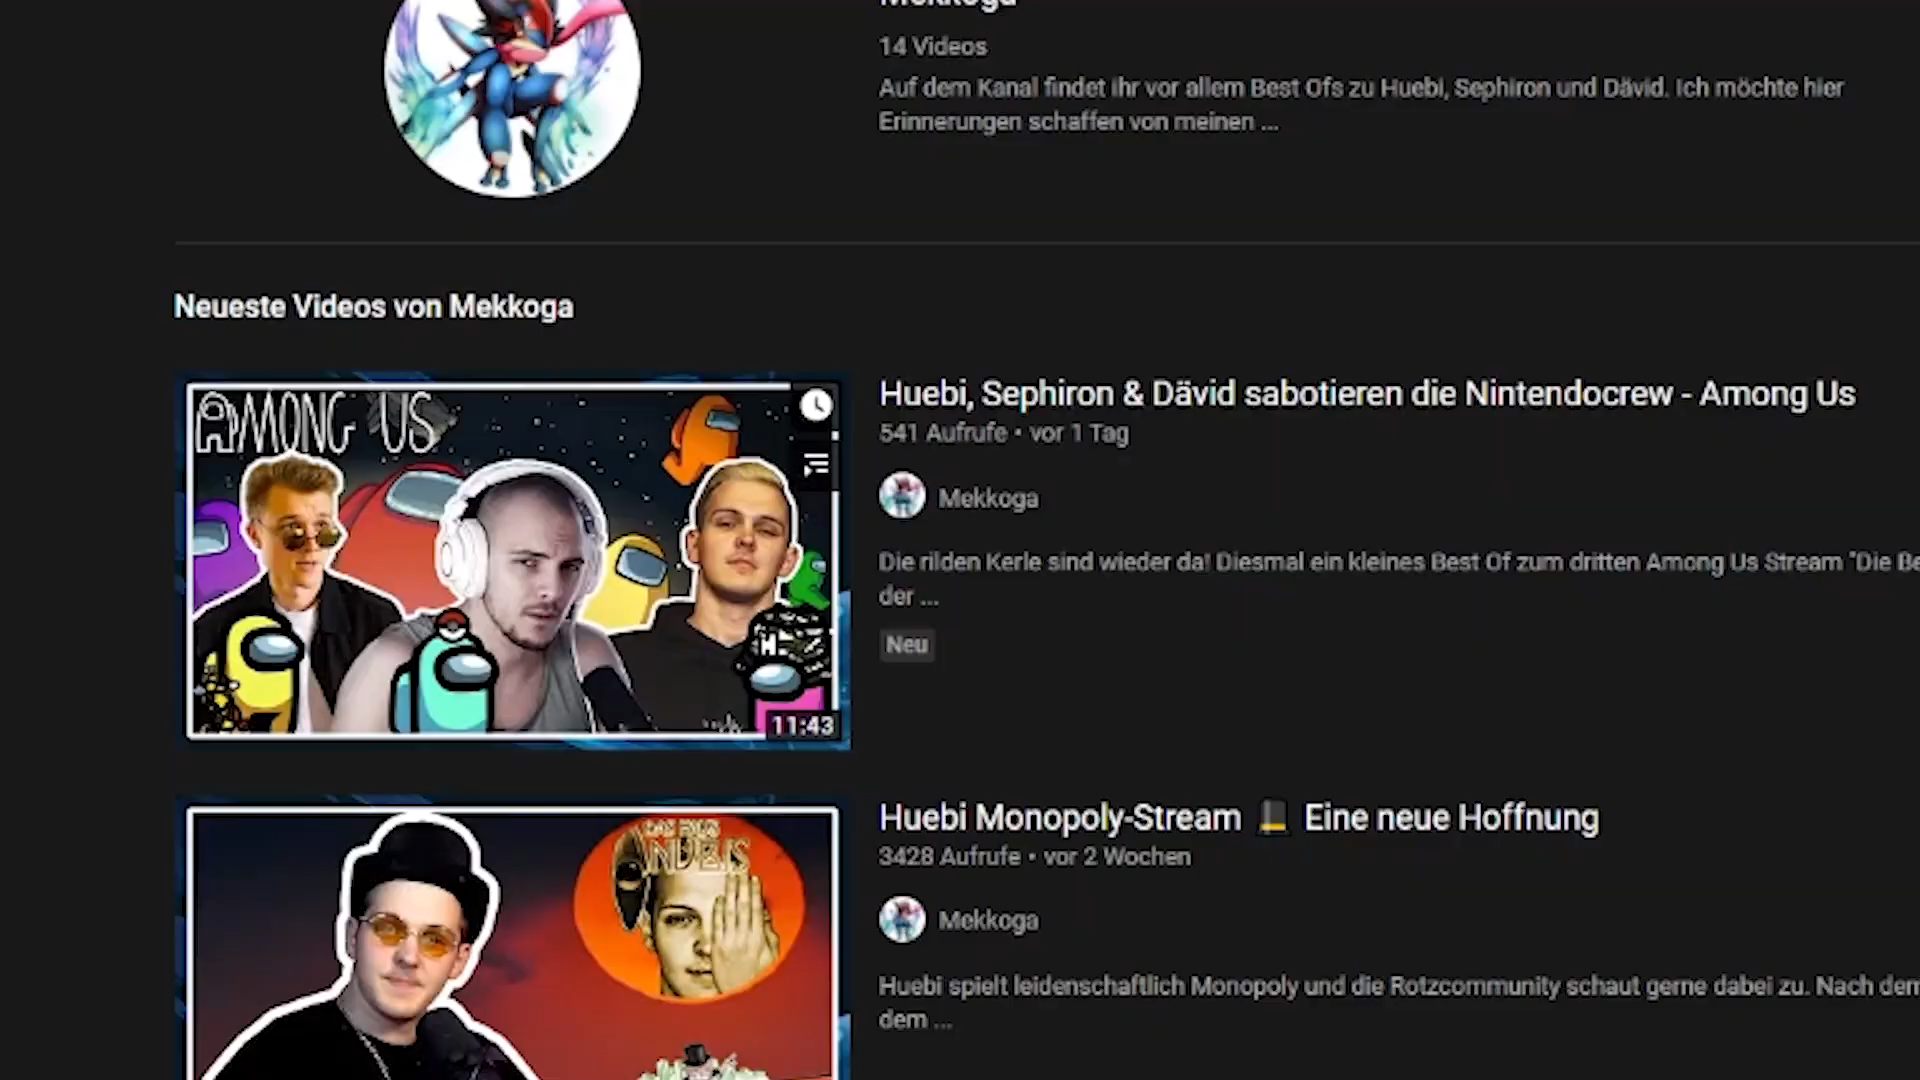 Mekkoga
14 Videos
Auf dem Kanal findet ihr vor allem Best Ofs zu Huebi, Sephiron und Dävid. Ich möchte hier
Erinnerungen schaffen von meinen ...
Neueste Videos von Mekkoga
AMONG US
11:43
Huebi, Sephiron & Dävid sabotieren die Nintendocrew - Among Us
541 Aufrufe • vor 1 Tag
Mekkoga
Die rilden Kerle sind wieder da! Diesmal ein kleines Best Of zum dritten Among Us Stream "Die Be
der ...
Neu
Huebi Monopoly-Stream Eine neue Hoffnung
3428 Aufrufe • vor 2 Wochen
Mekkoga
Huebi spielt leidenschaftlich Monopoly und die Rotzcommunity schaut gerne dabei zu. Nach dem
dem ...